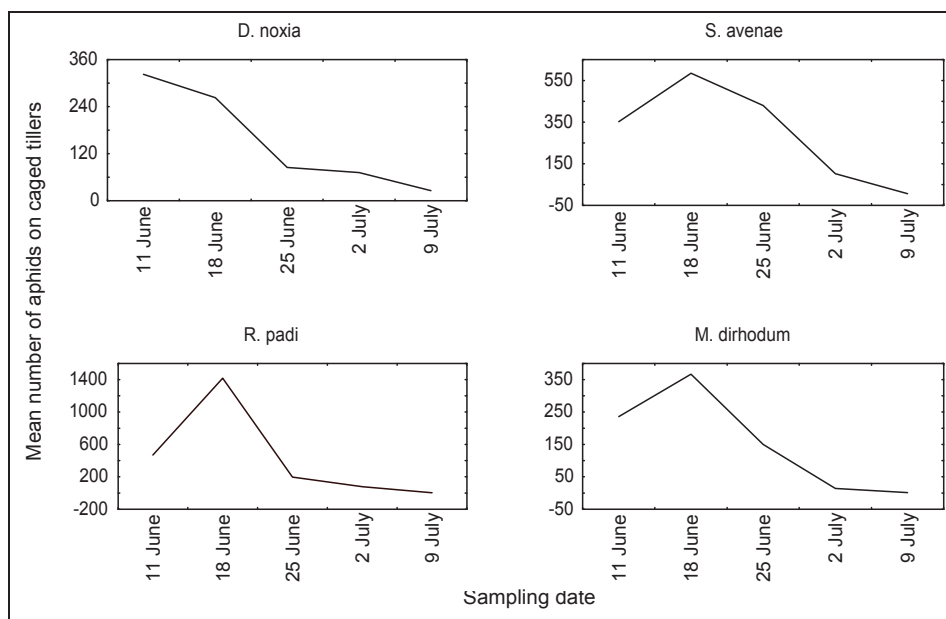 D. noxia
S. avenae
Mean number of aphids on caged tillers
360
240
120
0
11 June
18 June
25 June
2 July
9 July
550
350
150
-50
11 June
18 June
25 June
2 July
9 July
R. padi
M. dirhodum
1400
1000
600
200
-200
11 June
18 June
25 June
2 July
9 July
350
250
150
50
-50
11 June
18 June
25 June
2 July
9 July
Sampling date